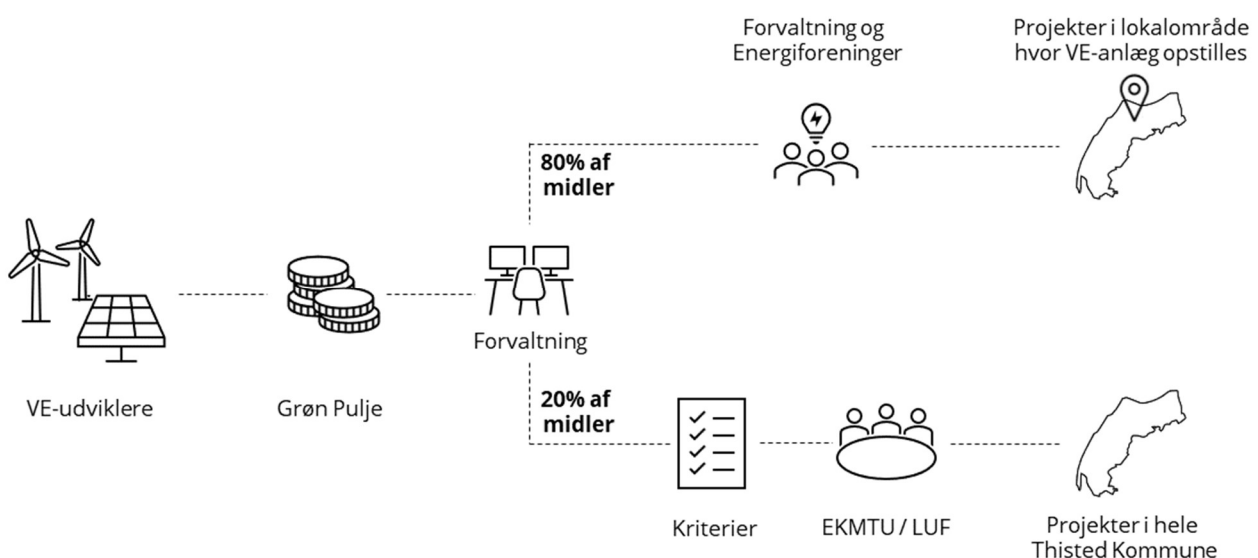 Forvaltning og
Energiforeninger
Projekter i lokalområde
hvor VE-anlæg opstilles
80% af
midler
Forvaltning
VE-udviklere
Grøn Pulje
20% af
midler
Kriterier
EKMTU / LUF
Projekter i hele
Thisted Kommune